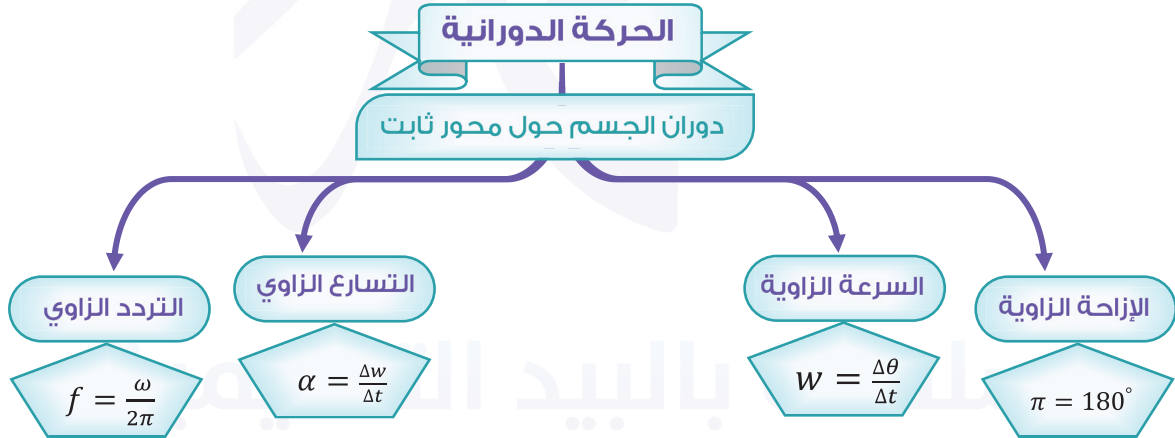 الحركة الدورانية
دوران الجسم حول محور ثابت
الإزاحة الزاوية
π = 180°
السرعة الزاوية
w = Δθ/Δt
التسارع الزاوي
α = Δw/Δt
التردد الزاوي
f = ω/2π